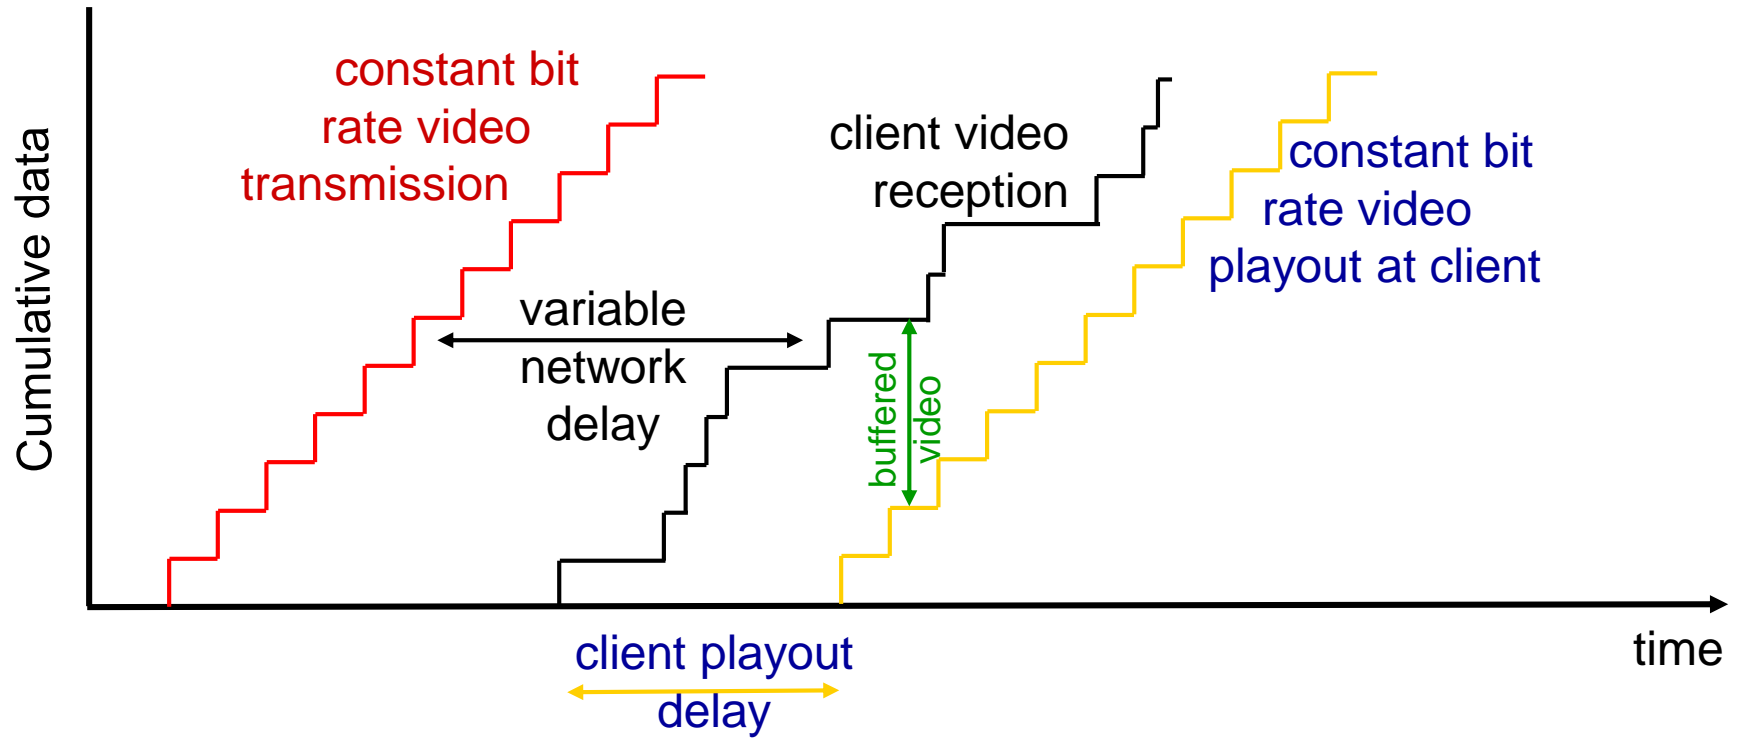 constant bit
rate video
transmission
client video
reception
constant bit
rate video
playout at client
Cumulative data
variable
network
delay
buffered
video
client playout
delay
time